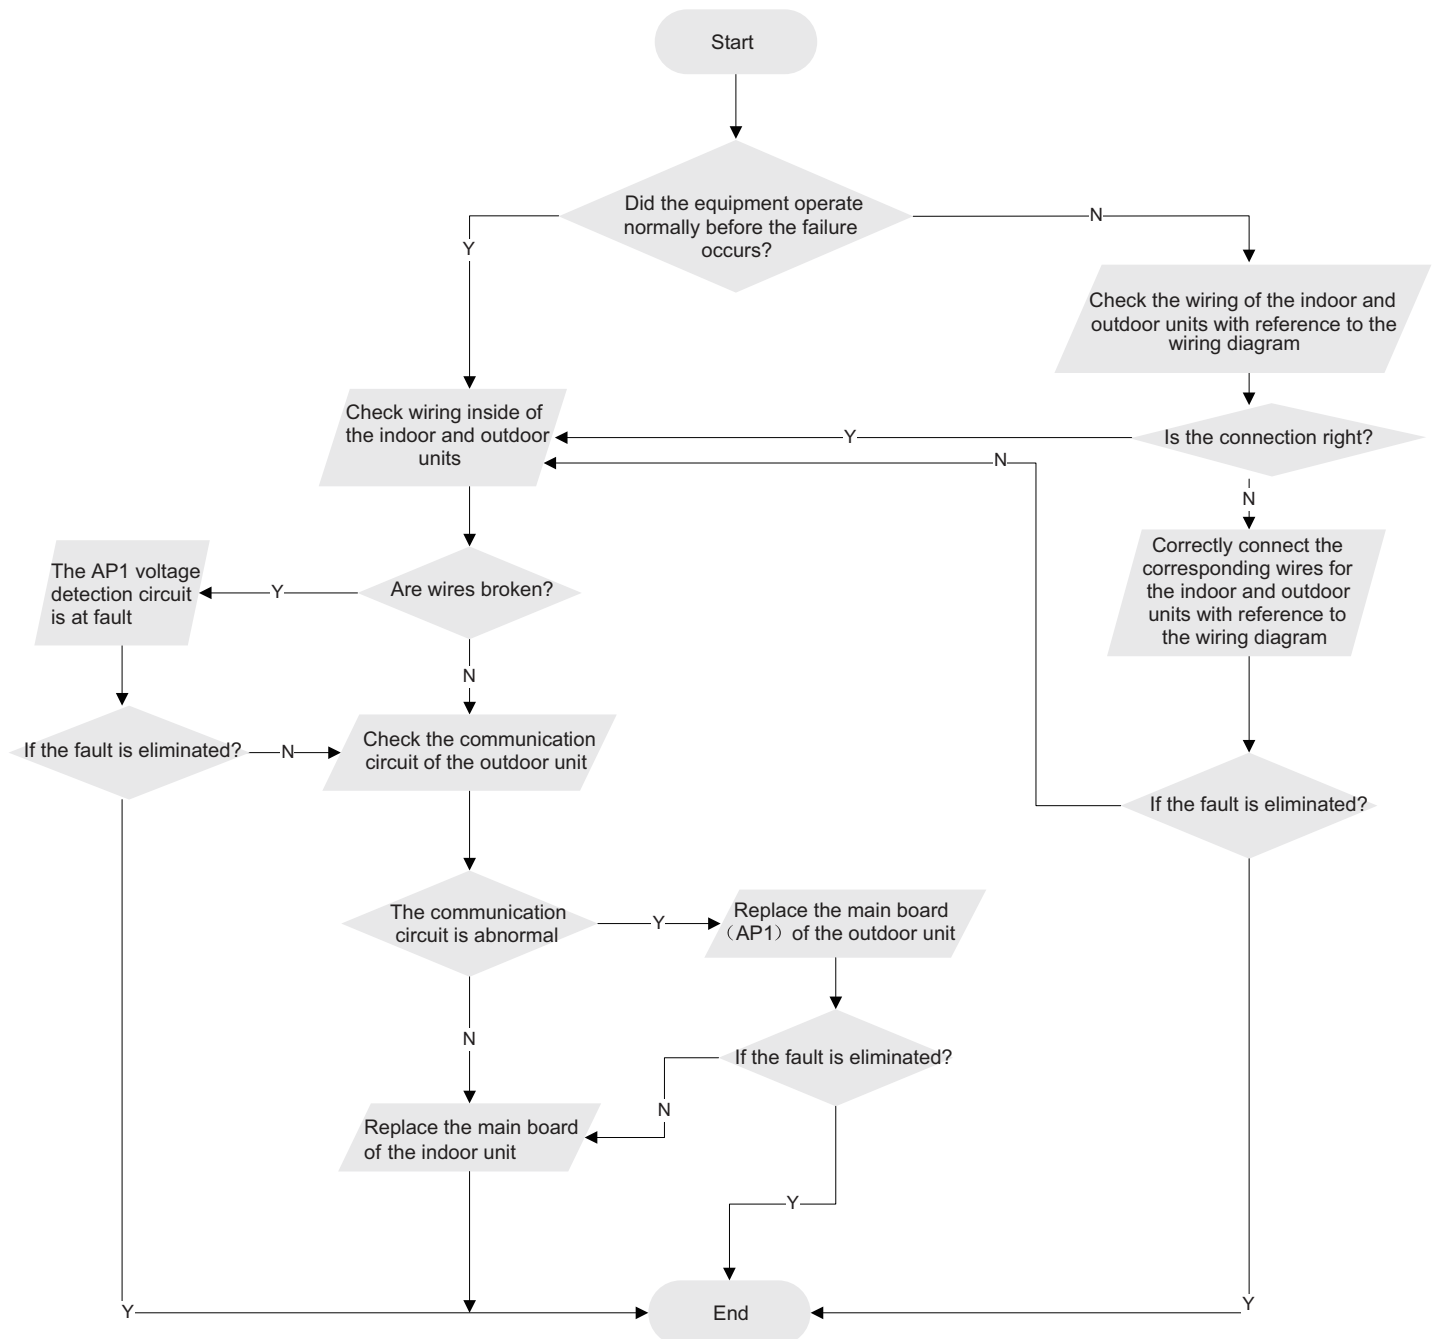 Start
Did the equipment operate
normally before the failure
occurs?
Y
N
Check the wiring of the indoor and
outdoor units with reference to the
wiring diagram
Check wiring inside of
the indoor and outdoor
units
Y
Is the connection right?
N
N
Correctly connect the
corresponding wires for
the indoor and outdoor
units with reference to
the wiring diagram
The AP1 voltage
detection circuit
is at fault
Y
Are wires broken?
N
If the fault is eliminated?
N
Check the communication
circuit of the outdoor unit
If the fault is eliminated?
The communication
circuit is abnormal
Y
Replace the main board
（AP1）of the outdoor unit
N
If the fault is eliminated?
N
Replace the main board
of the indoor unit
Y
Y
End
Y